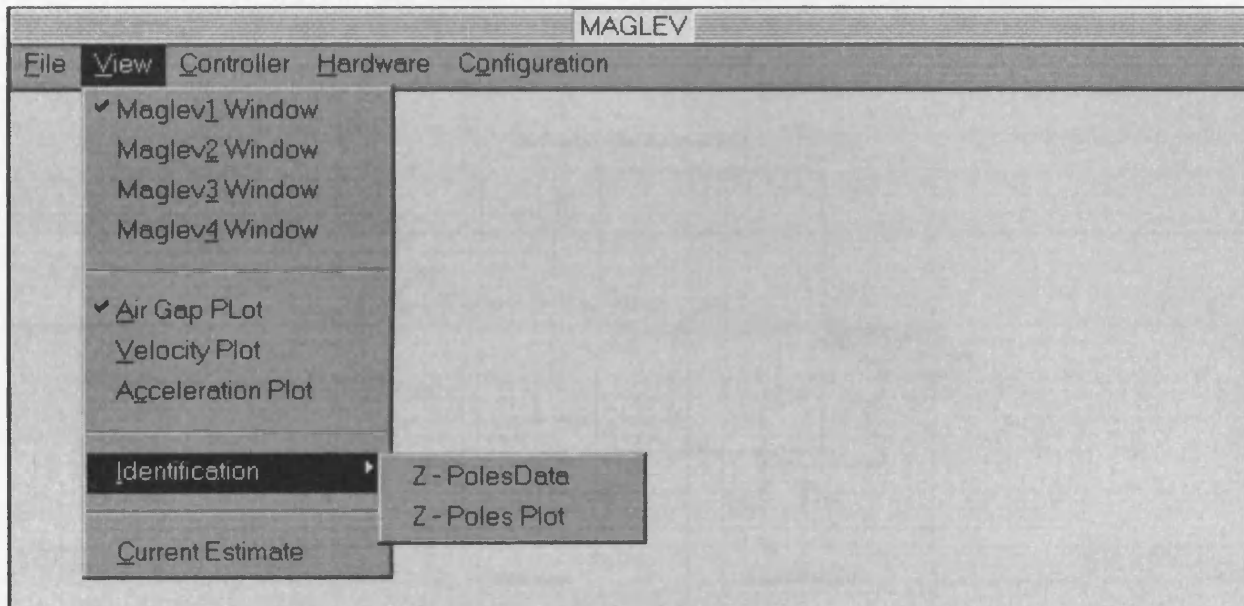 MAGLEV
File View Controller Hardware Configuration
Maglev1 Window
Maglev2 Window
Maglev3 Window
Maglev4 Window
Air Gap PLot
Velocity Plot
Acceleration Plot
Identification
Z - PolesData
Z - Poles Plot
Current Estimate